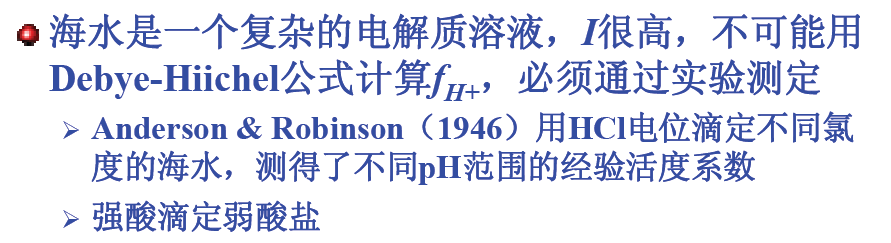 海水是一个复杂的电解质溶液，I很高，不可能用
Debye-Hiichel公式计算fH+，必须通过实验测定
Anderson & Robinson（1946）用HCl电位滴定不同氯
度的海水，测得了不同pH范围的经验活度系数
强酸滴定弱酸盐